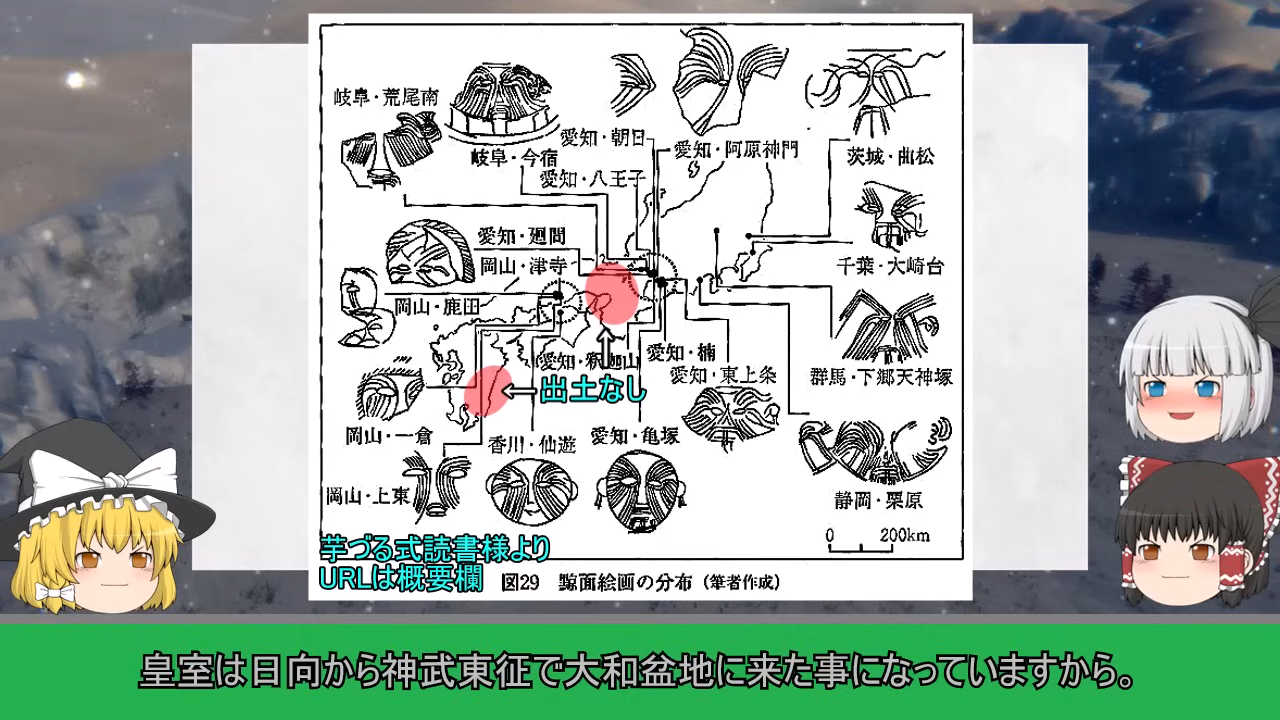 岐阜・荒尾南
岐阜・今宿
愛知・朝日
愛知・八王子
愛知・阿原神門
茨城・曲松
愛知・廻間
岡山・津寺
千葉・大崎台
岡山・鹿田
愛知・釈迦山
愛知・楠
愛知・東上条
群馬・下郷天神塚
出土なし
岡山・一倉
香川・仙遊
愛知・亀塚
岡山・上東
静岡・栗原
0 200km
芋づる式読書様より
URLは概要欄
図29 黥面絵画の分布（筆者作成）
皇室は日向から神武東征で大和盆地に来た事になっていますから。